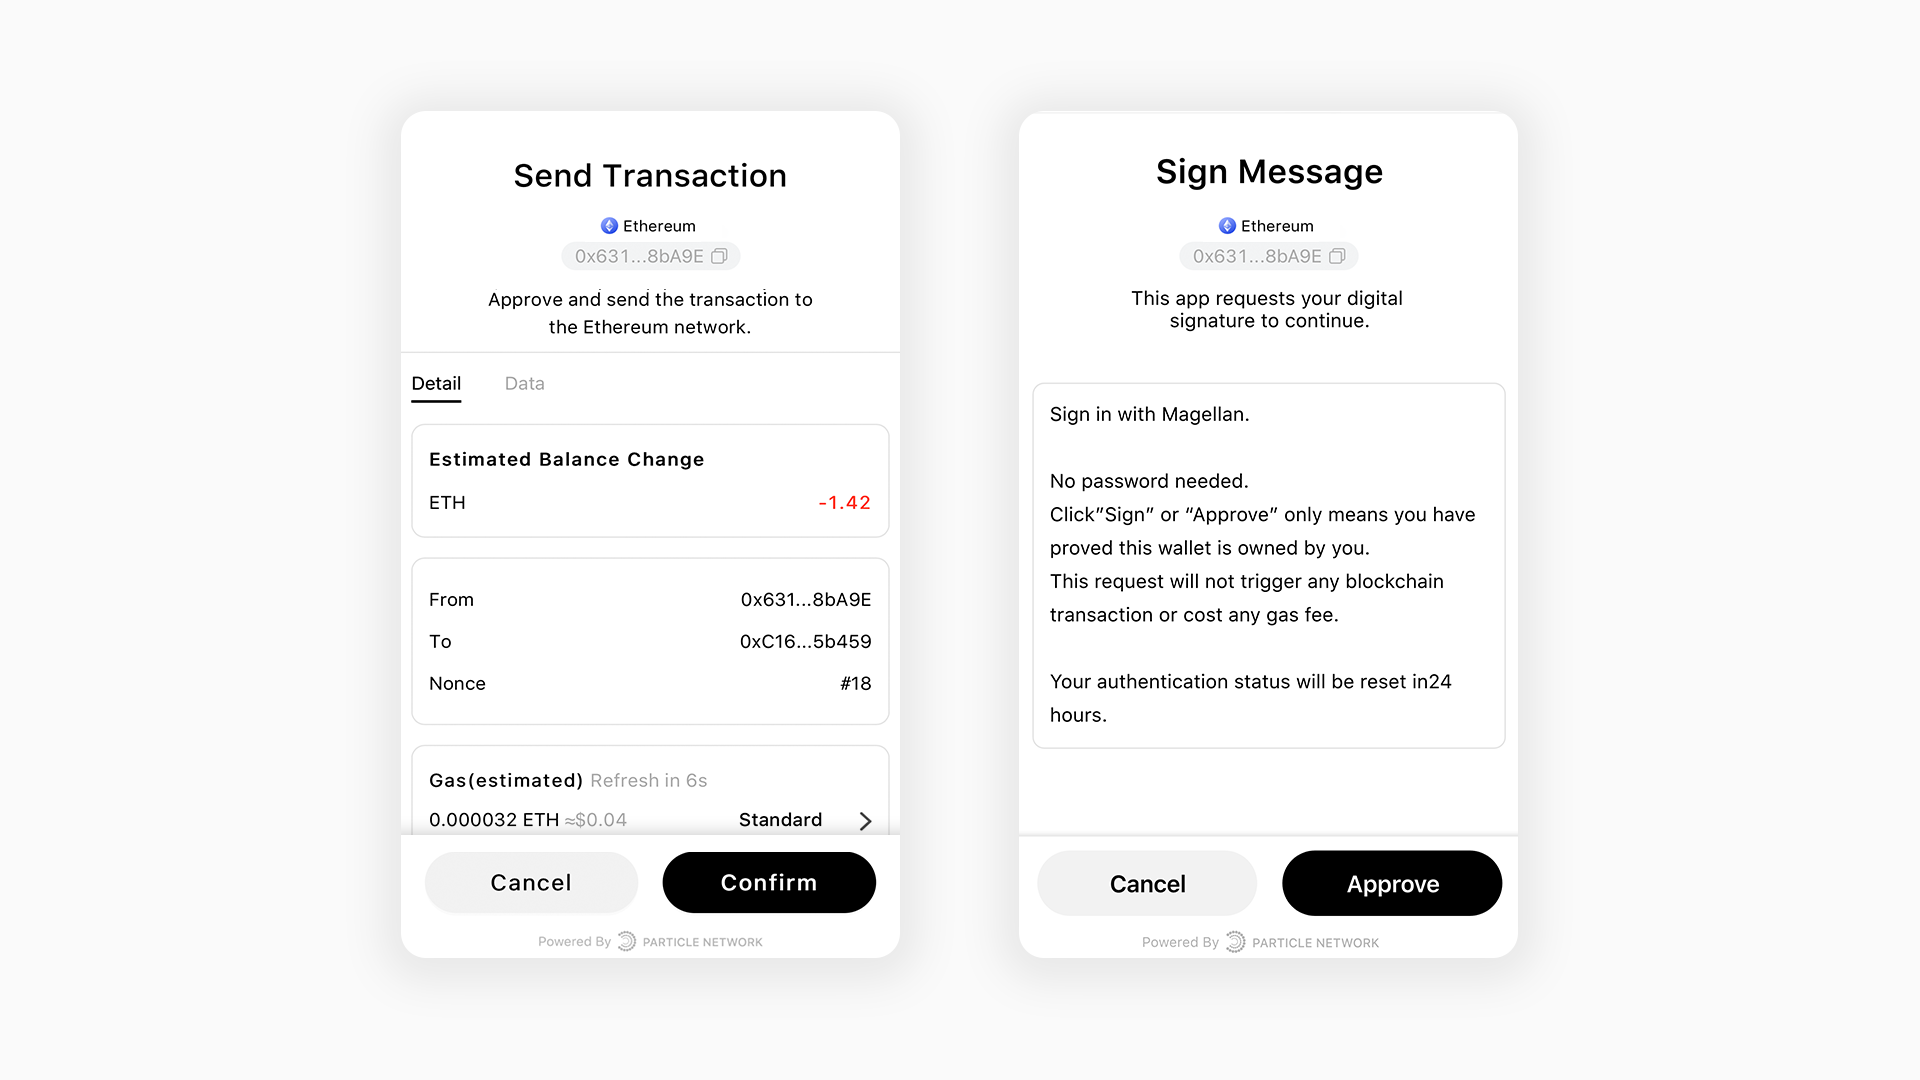 Send Transaction
Ethereum
0x631...8bA9E
Approve and send the transaction to
the Ethereum network.
Detail Data
Estimated Balance Change
ETH -1.42
From 0x631...8bA9E
To 0xC16...5b459
Nonce #18
Gas(estimated) Refresh in 6s
0.000032 ETH ≈$0.04 Standard
Cancel Confirm
Powered By PARTICLE NETWORK
Sign Message
Ethereum
0x631...8bA9E
This app requests your digital
signature to continue.
Sign in with Magellan.
No password needed.
Click”Sign” or “Approve” only means you have
proved this wallet is owned by you.
This request will not trigger any blockchain
transaction or cost any gas fee.
Your authentication status will be reset in24
hours.
Cancel Approve
Powered By PARTICLE NETWORK